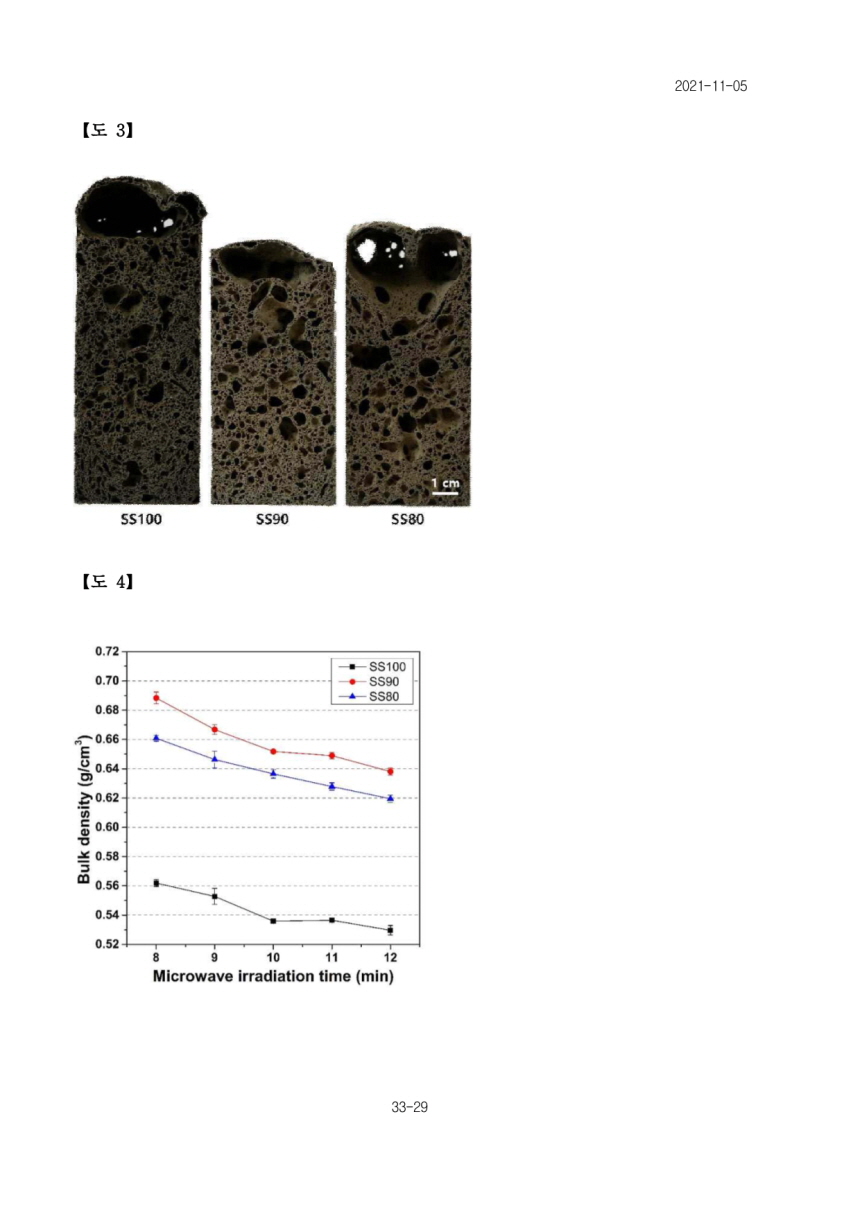 2021-11-05
【도 3】
1 cm
SS100 SS90 SS80
【도 4】
0.72
0.70
0.68
0.66
0.64
0.62
0.60
0.58
0.56
0.54
0.52
Bulk density (g/cm³)
SS100
SS90
SS80
8 9 10 11 12
Microwave irradiation time (min)
33-29